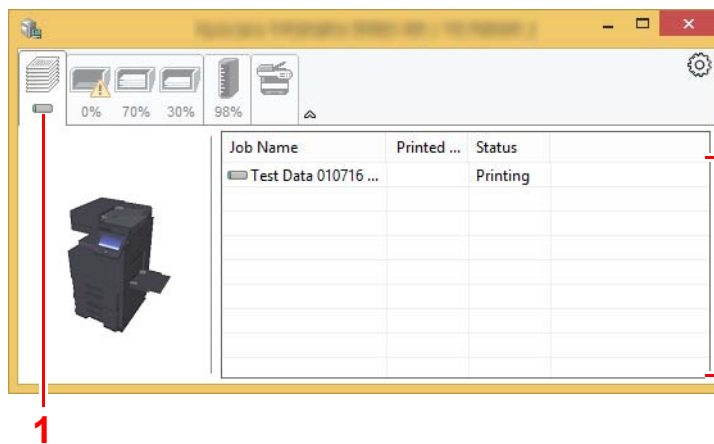 0% 70% 30% 98%
Job Name Printed ... Status
Test Data 010716 ... Printing
1